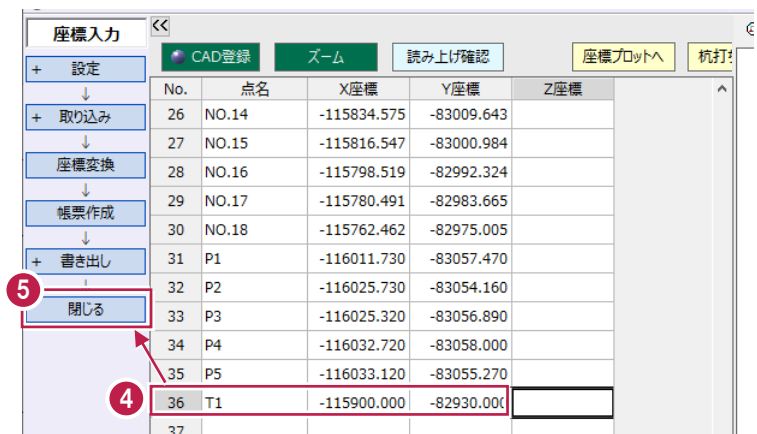 座標入力
<<
+ 設定
↓
+ 取り込み
↓
座標変換
↓
帳票作成
↓
+ 書き出し
↓
5
閉じる
4
CAD登録 ズーム 読み上げ確認 座標プロットへ 杭打
No. 点名 X座標 Y座標 Z座標
26 NO.14 -115834.575 -83009.643
27 NO.15 -115816.547 -83000.984
28 NO.16 -115798.519 -82992.324
29 NO.17 -115780.491 -82983.665
30 NO.18 -115762.462 -82975.005
31 P1 -116011.730 -83057.470
32 P2 -116025.730 -83054.160
33 P3 -116025.320 -83056.890
34 P4 -116032.720 -83058.000
35 P5 -116033.120 -83055.270
36 T1 -115900.000 -82930.000
37